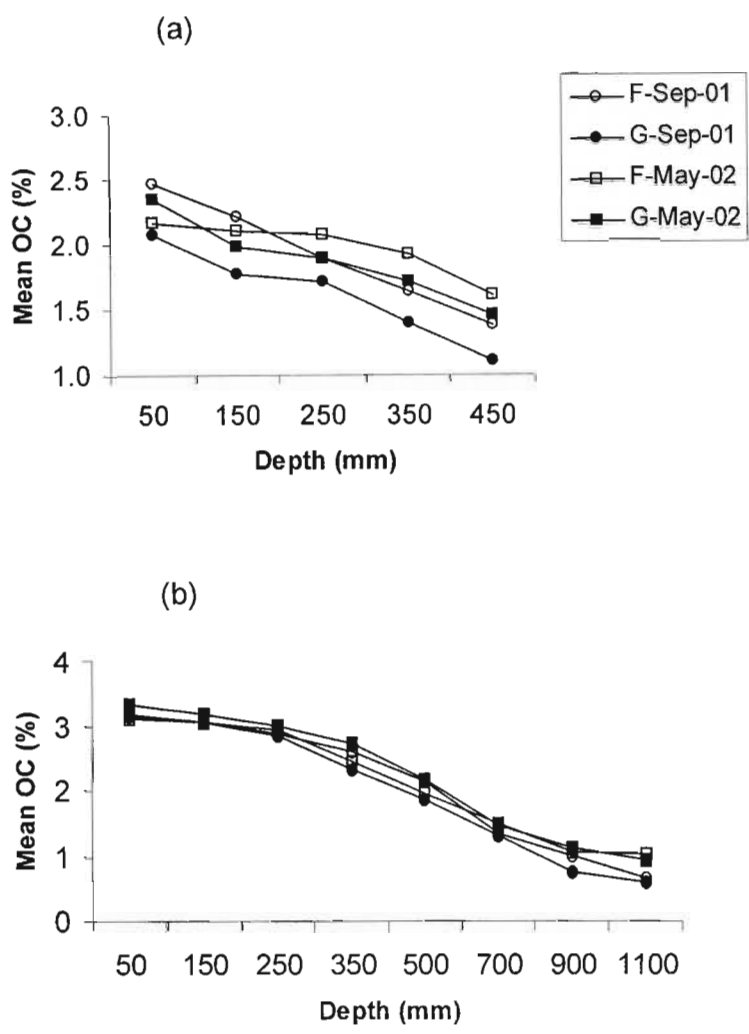 (a)
F-Sep-01
G-Sep-01
F-May-02
G-May-02
3.0
2.5
2.0
1.5
1.0
Mean OC (%)
50 150 250 350 450
Depth (mm)
(b)
4
3
2
1
0
Mean OC (%)
50 150 250 350 500 700 900 1100
Depth (mm)